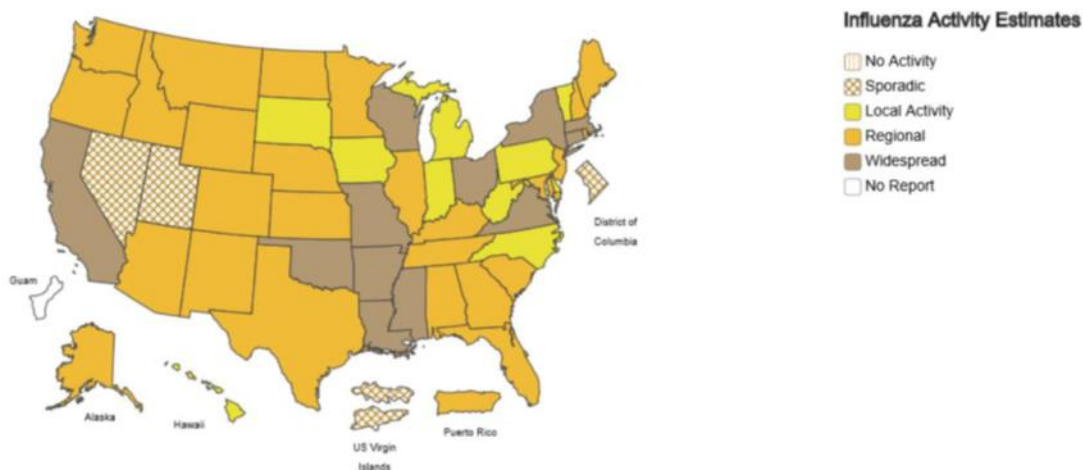 Influenza Activity Estimates
No Activity
Sporadic
Local Activity
Regional
Widespread
No Report
District of
Columbia
Guam
Alaska
Hawaii
US Virgin
Islands
Puerto Rico